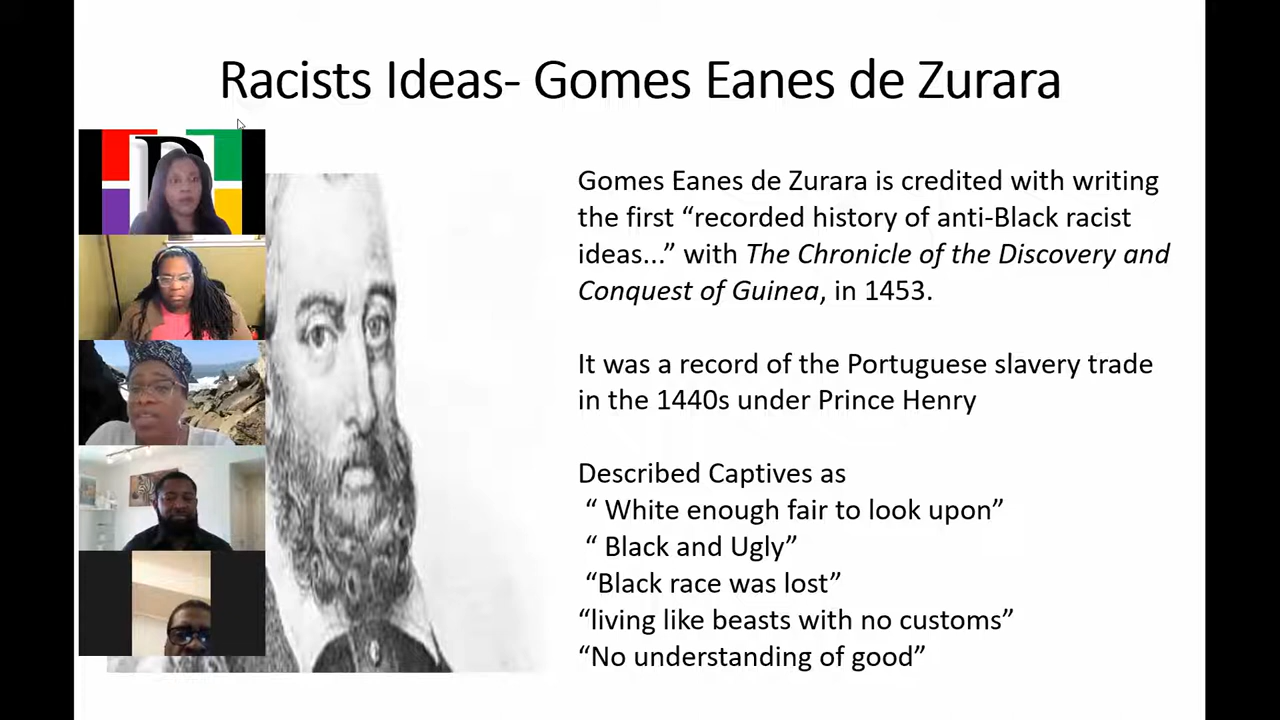 Racists Ideas- Gomes Eanes de Zurara
Gomes Eanes de Zurara is credited with writing
the first “recorded history of anti-Black racist
ideas...” with The Chronicle of the Discovery and
Conquest of Guinea, in 1453.
It was a record of the Portuguese slavery trade
in the 1440s under Prince Henry
Described Captives as
“ White enough fair to look upon”
“ Black and Ugly”
“Black race was lost”
“living like beasts with no customs”
“No understanding of good”